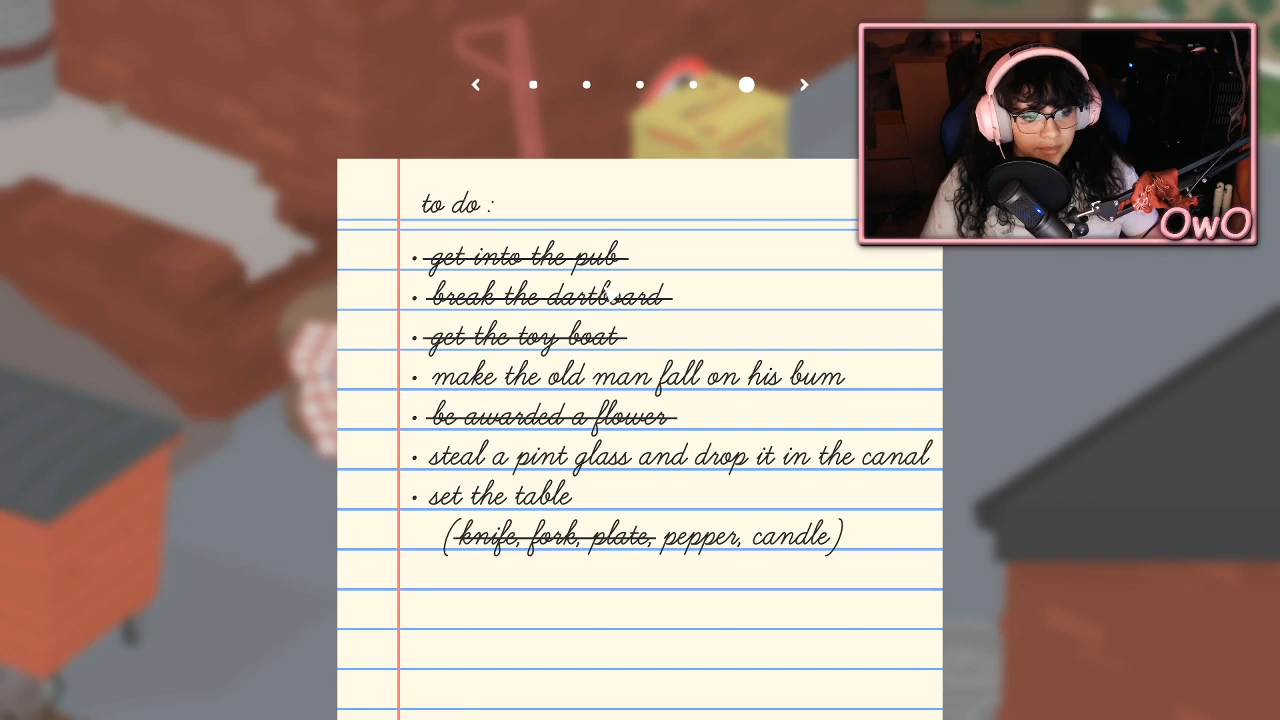 to do :
• get into the pub
• break the dartboard
• get the toy boat
• make the old man fall on his bum
• be awarded a flower
• steal a pint glass and drop it in the canal
• set the table
(knife, fork, plate, pepper, candle)
OwO